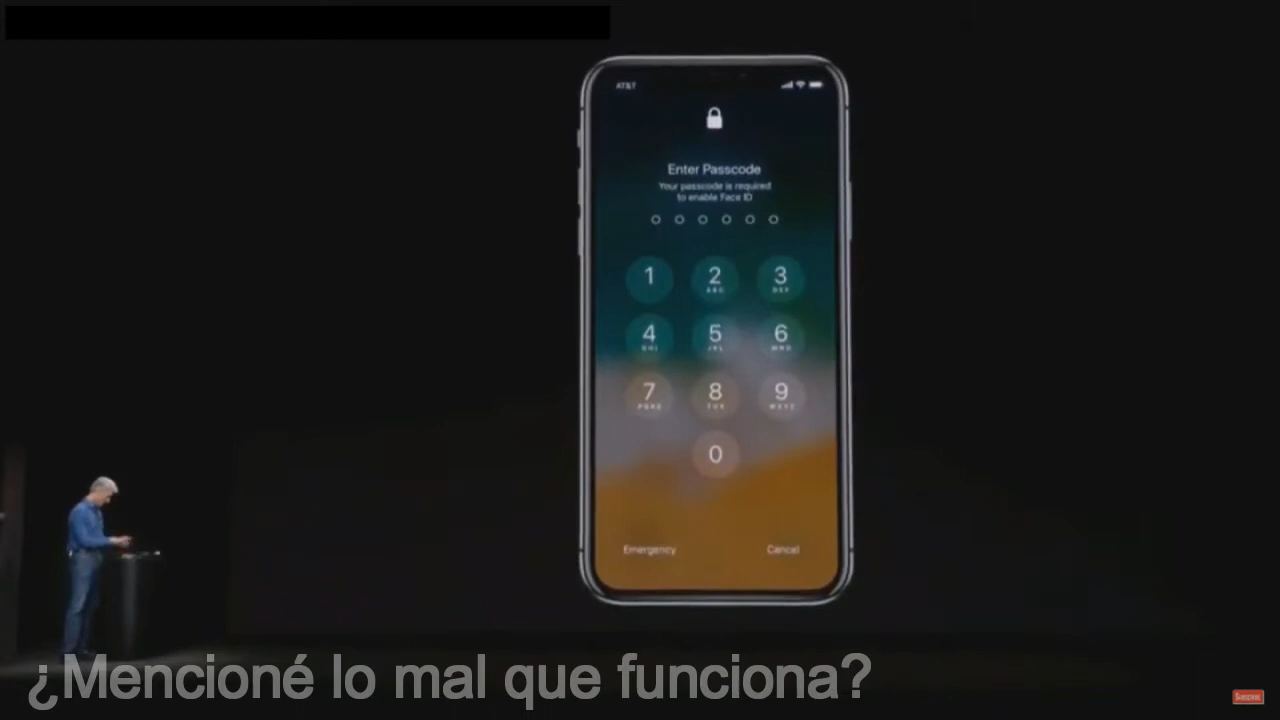 AT&T
Enter Passcode
Your passcode is required
to enable Face ID
1 2 3
ABC DEF
4 5 6
GHI JKL MNO
7 8 9
PQRS TUV WXYZ
0
Emergency Cancel
¿Mencioné lo mal que funciona?
SUBSCRIBE